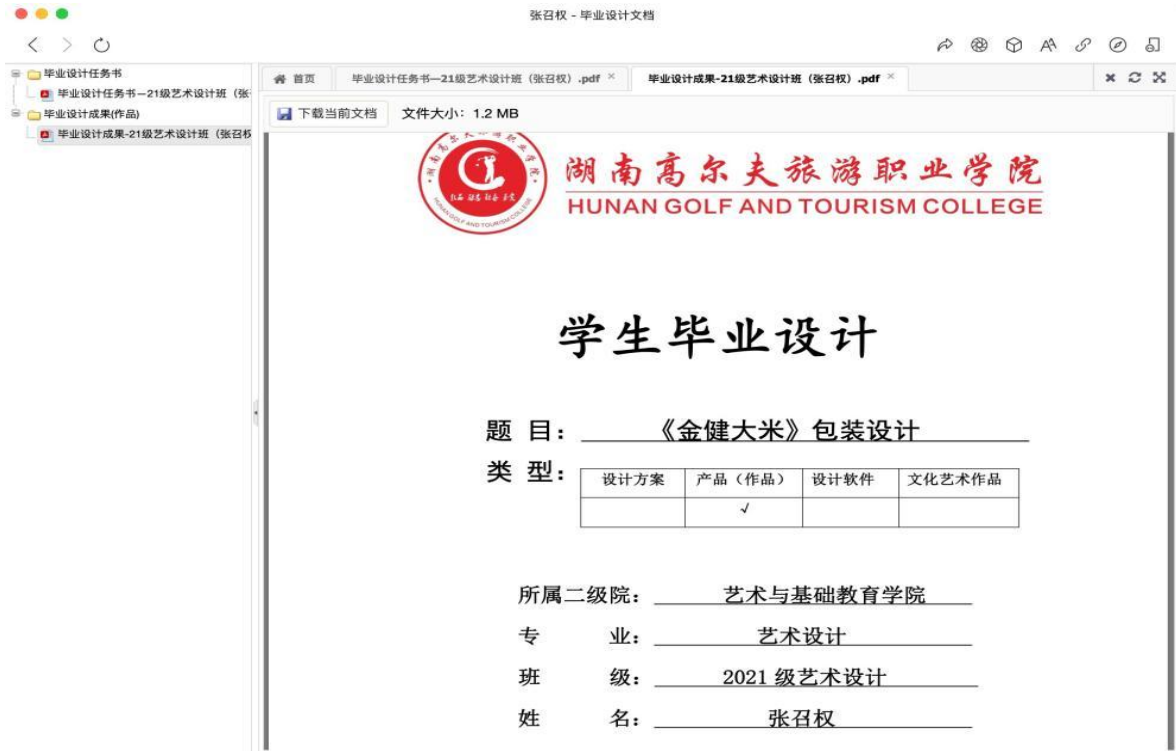 张召权 - 毕业设计文档
毕业设计任务书
毕业设计任务书—21级艺术设计班（张
毕业设计成果(作品)
毕业设计成果-21级艺术设计班（张召权
首页
毕业设计任务书—21级艺术设计班（张召权）.pdf
毕业设计成果-21级艺术设计班（张召权）.pdf
下载当前文档 文件大小：1.2 MB
湖南高尔夫旅游职业学院
HUNAN GOLF AND TOURISM COLLEGE
学生毕业设计
题 目：《金健大米》包装设计
类 型：
设计方案 产品（作品） 设计软件 文化艺术作品
√
所属二级院：艺术与基础教育学院
专 业：艺术设计
班 级：2021 级艺术设计
姓 名：张召权